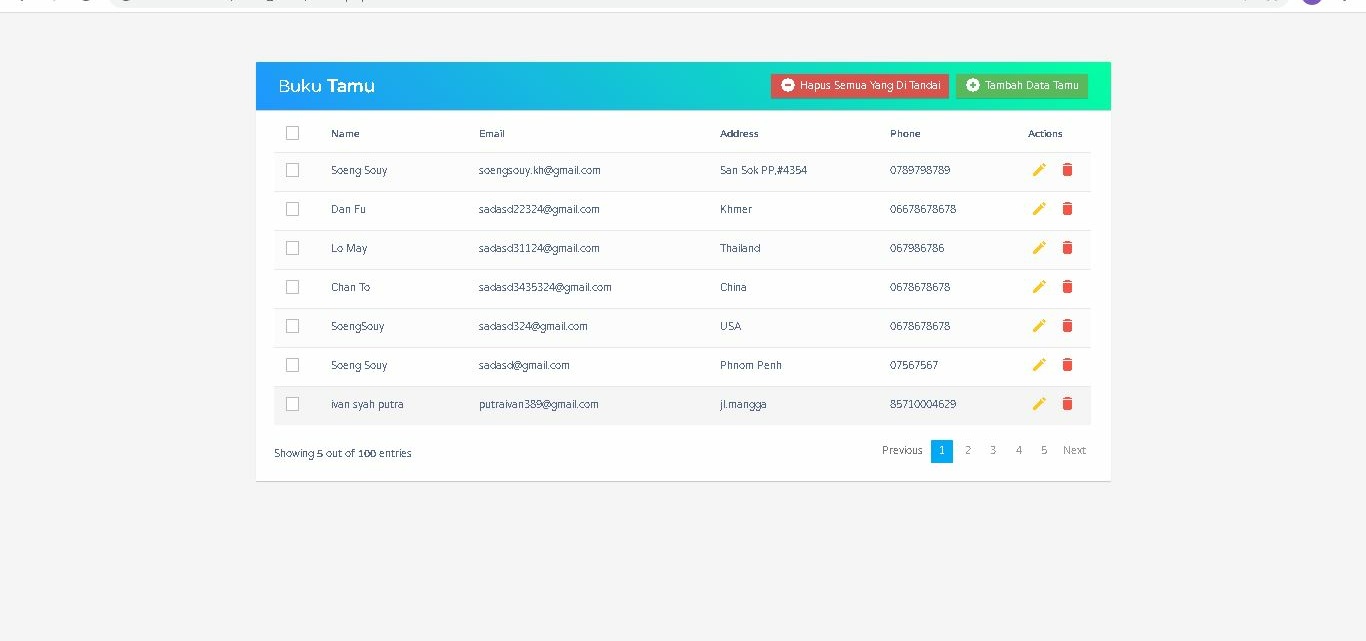 Buku Tamu
Hapus Semua Yang Di Tandai Tambah Data Tamu
Name Email Address Phone Actions
Soeng Souy soengsouy.kh@gmail.com San Sok PP,#4354 0789798789
Dan Fu sadasd22324@gmail.com Khmer 06678678678
Lo May sadasd31124@gmail.com Thailand 067986786
Chan To sadasd3435324@gmail.com China 0678678678
SoengSouy sadasd324@gmail.com USA 0678678678
Soeng Souy sadasd@gmail.com Phnom Penh 07567567
ivan syah putra putraivan389@gmail.com jl.mangga 85710004629
Showing 5 out of 100 entries
Previous 1 2 3 4 5 Next